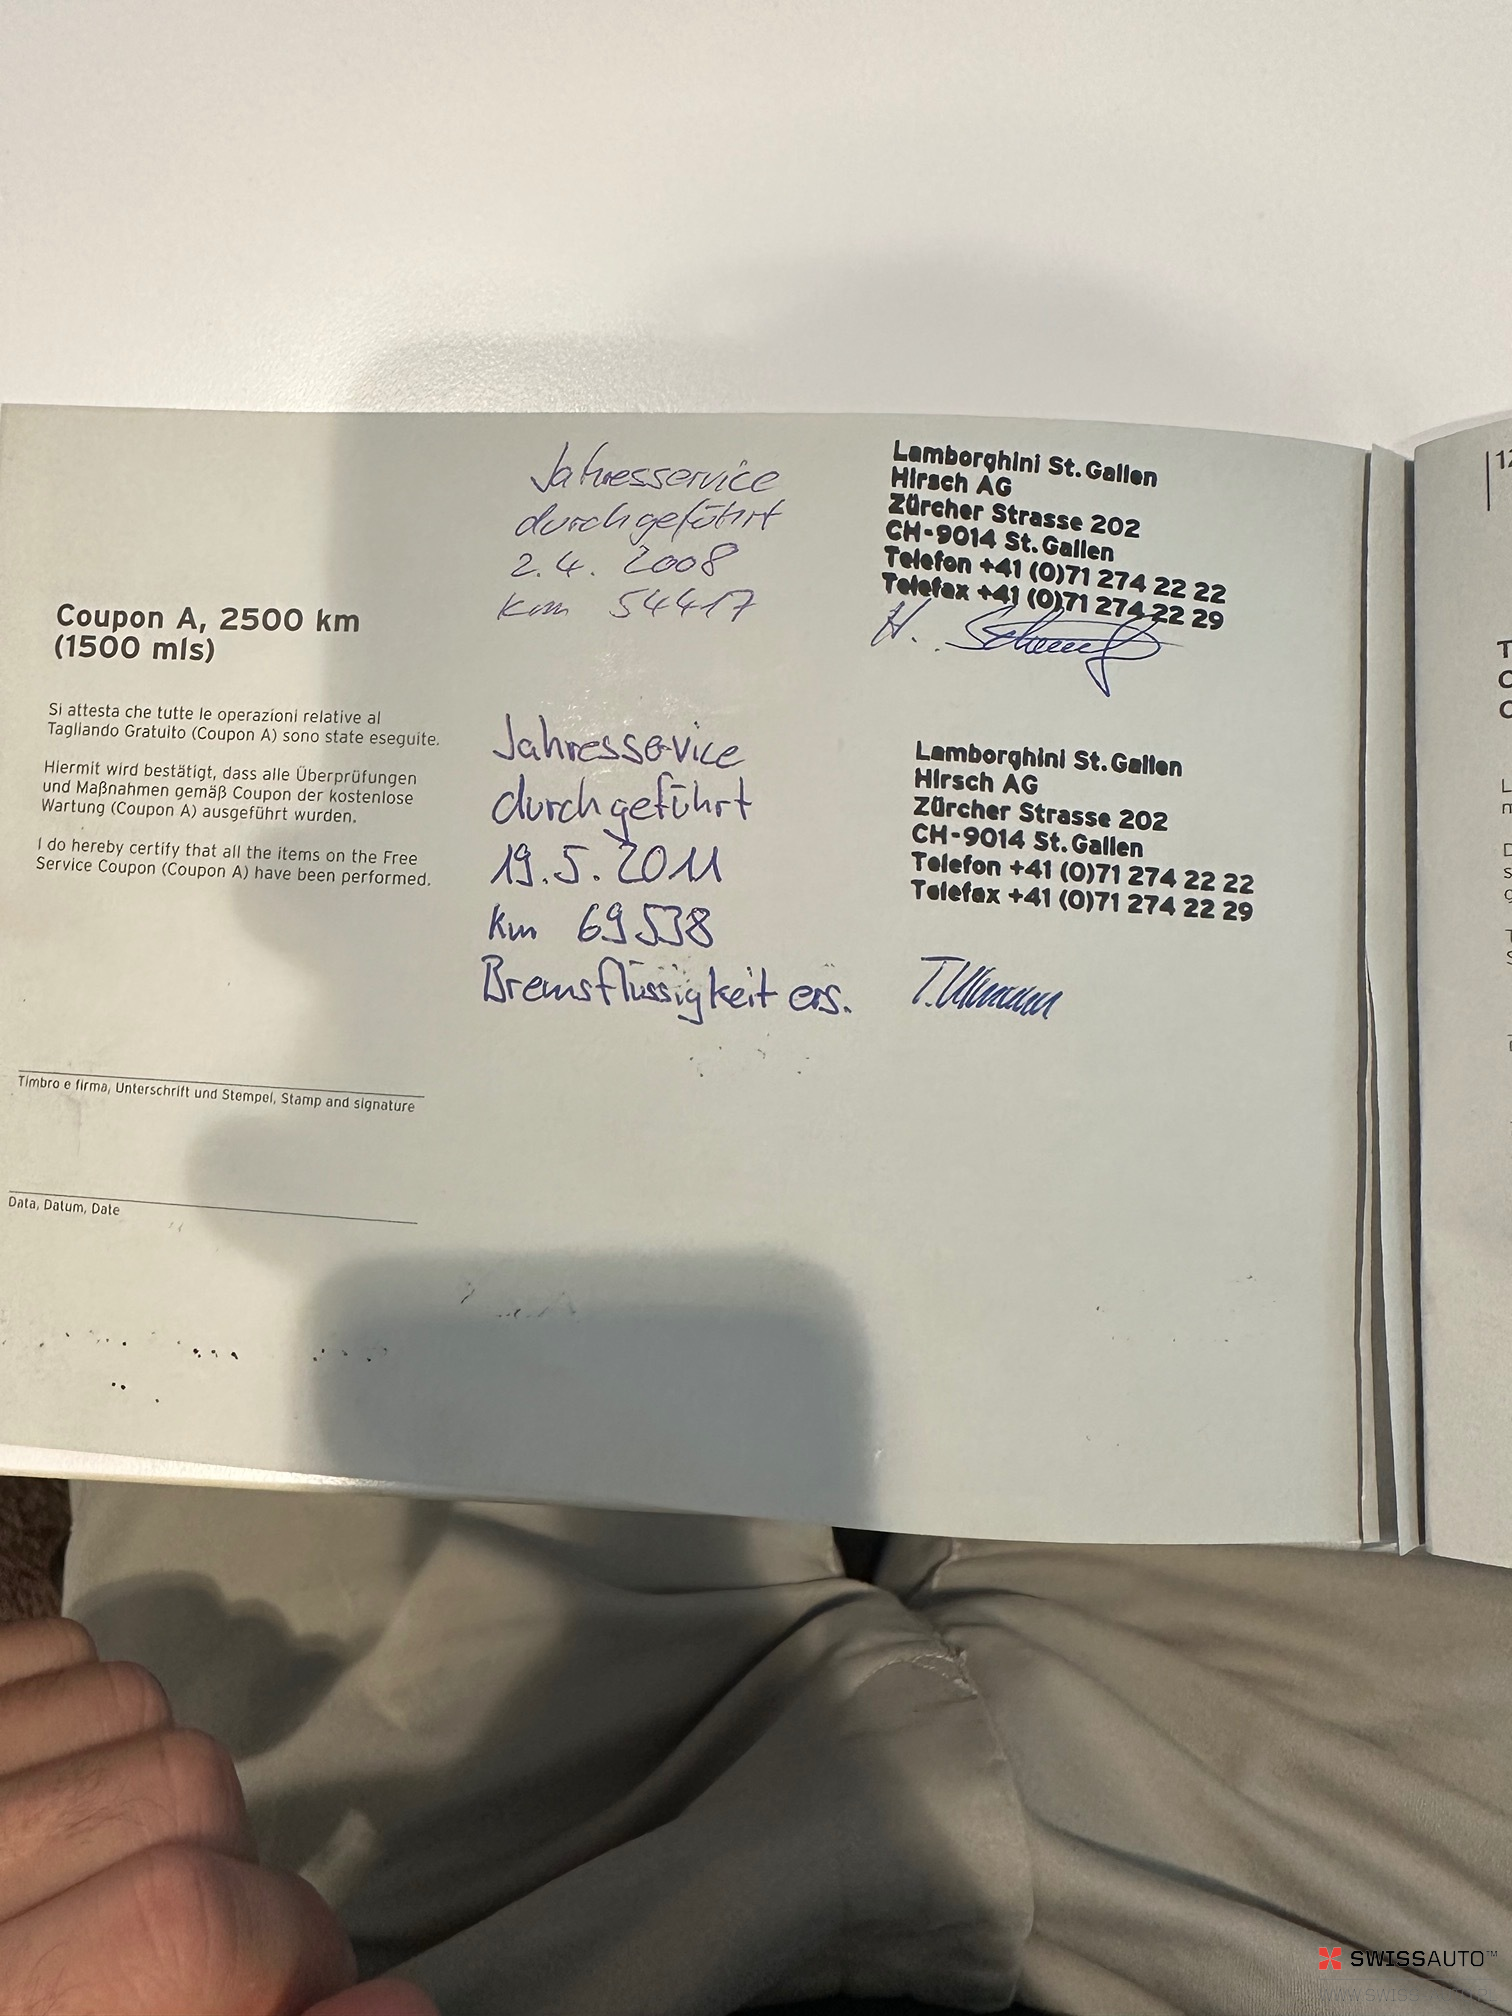 Coupon A, 2500 km
(1500 mls)
Si attesta che tutte le operazioni relative al
Tagliando Gratuito (Coupon A) sono state eseguite.
Hiermit wird bestätigt, dass alle Überprüfungen
und Maßnahmen gemäß Coupon der kostenlose
Wartung (Coupon A) ausgeführt wurden.
I do hereby certify that all the items on the Free
Service Coupon (Coupon A) have been performed.
Timbro e firma, Unterschrift und Stempel, Stamp and signature
Data, Datum, Date
Jahresservice
durchgeführt
2.4. 2008
km 54417
Lamborghini St. Gallen
Hirsch AG
Zürcher Strasse 202
CH-9014 St. Gallen
Telefon +41 (0)71 274 22 22
Telefax +41 (0)71 274 22 29
H.
Jahresservice
durchgeführt
19.5.2011
km 69538
Bremsflüssigkeit ers.
Lamborghini St. Gallen
Hirsch AG
Zürcher Strasse 202
CH-9014 St. Gallen
Telefon +41 (0)71 274 22 22
Telefax +41 (0)71 274 22 29
T. Ullmann
12
SWISSAUTO™